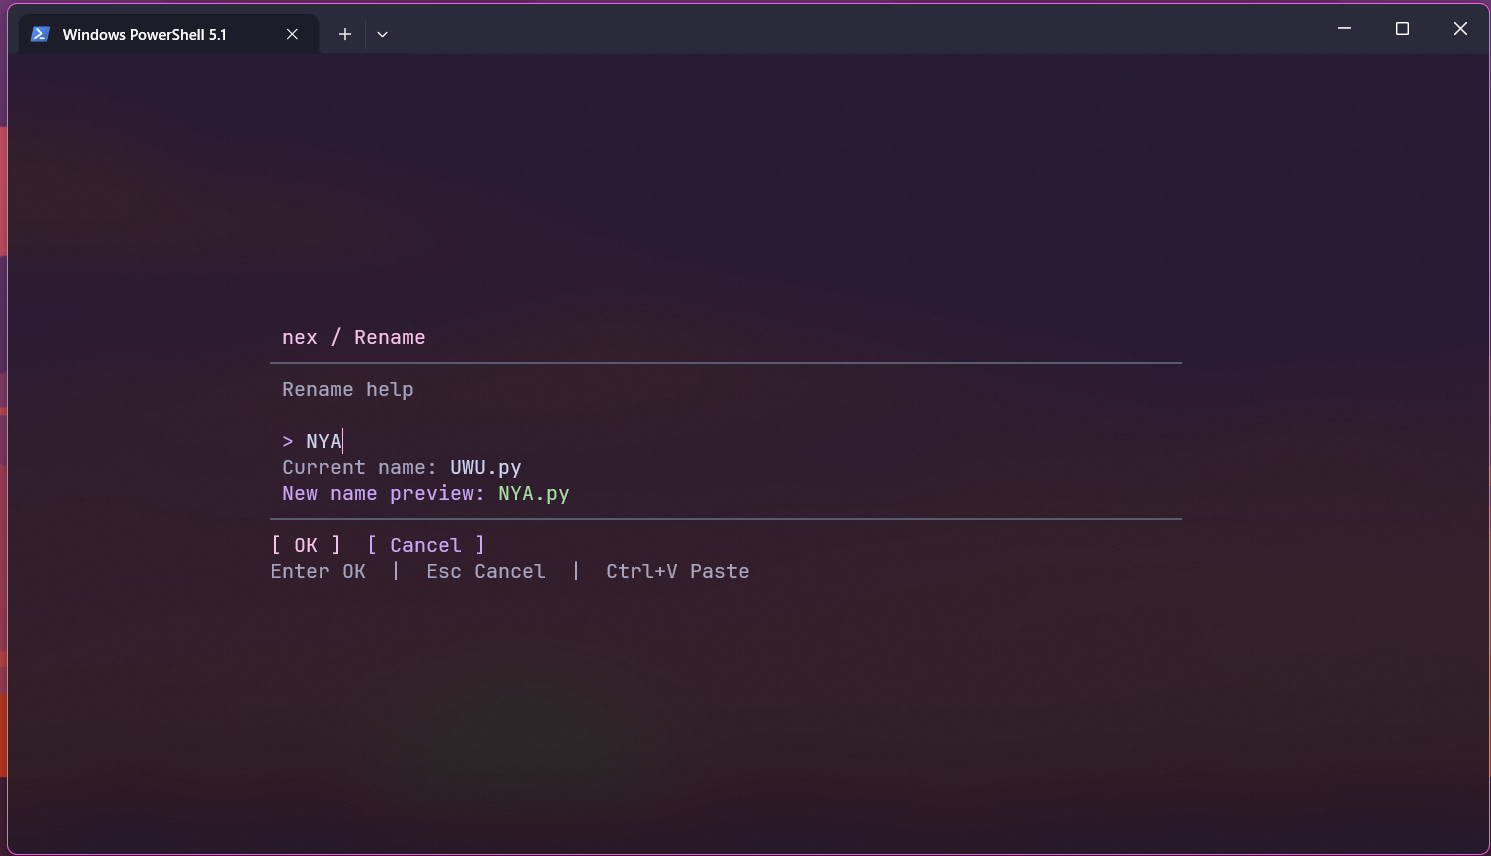 Windows PowerShell 5.1
nex / Rename
Rename help
> NYA
Current name: UWU.py
New name preview: NYA.py
[ OK ]  [ Cancel ]
Enter OK  |  Esc Cancel  |  Ctrl+V Paste